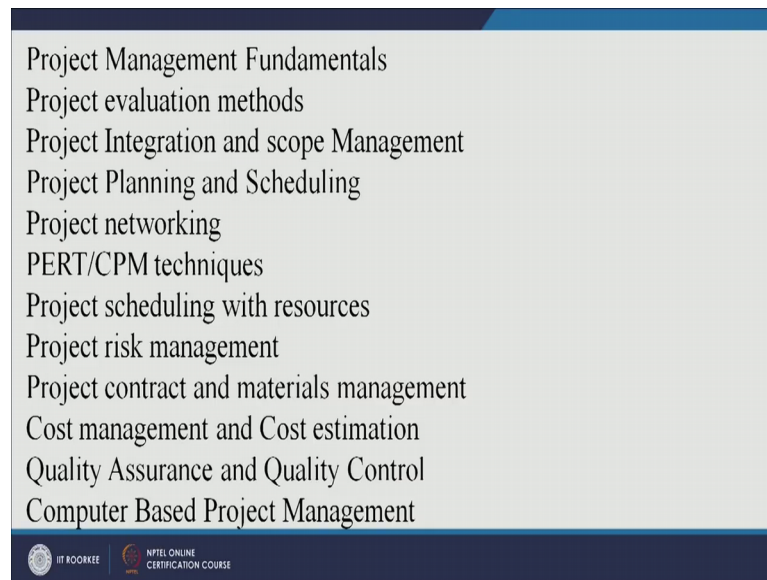 Project Management Fundamentals
Project evaluation methods
Project Integration and scope Management
Project Planning and Scheduling
Project networking
PERT/CPM techniques
Project scheduling with resources
Project risk management
Project contract and materials management
Cost management and Cost estimation
Quality Assurance and Quality Control
Computer Based Project Management
IIT ROORKEE
NPTEL
NPTEL ONLINE
CERTIFICATION COURSE